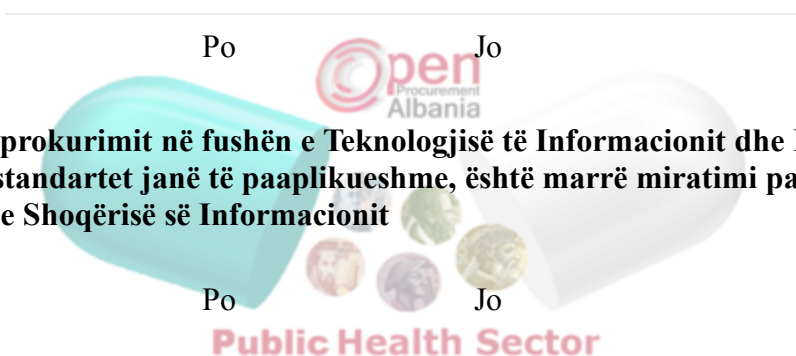 Po Jo
Open
Procurement
Albania
prokurimit në fushën e Teknologjisë të Informacionit dhe
standartet janë të paaplikueshme, është marrë miratimi pa
e Shoqërisë së Informacionit
Po Jo
Public Health Sector